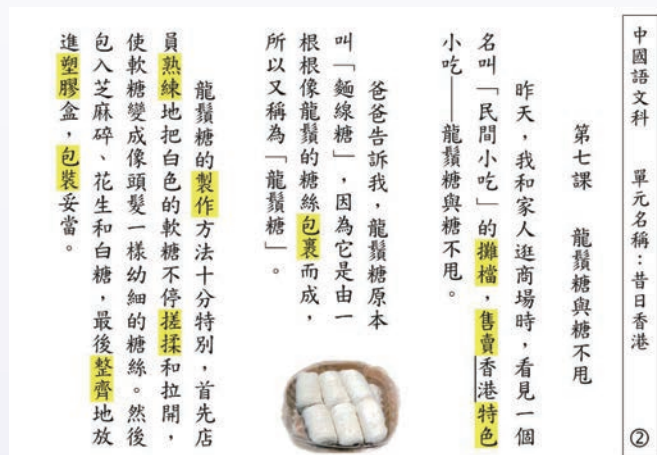 中國語文科 單元名稱：昔日香港 ②
第七課 龍鬚糖與糖不甩
昨天，我和家人逛商場時，看見一個
名叫「民間小吃」的攤檔，售賣香港特色
小吃——龍鬚糖與糖不甩。
爸爸告訴我，龍鬚糖原本
叫「麵線糖」，因為它是由一
根根像龍鬚的糖絲包裹而成，
所以又稱為「龍鬚糖」。
龍鬚糖的製作方法十分特別，首先店
員熟練地把白色的軟糖不停搓揉和拉開，
使軟糖變成像頭髮一樣幼細的糖絲。然後
包入芝麻碎、花生和白糖，最後整齊地放
進塑膠盒，包裝妥當。